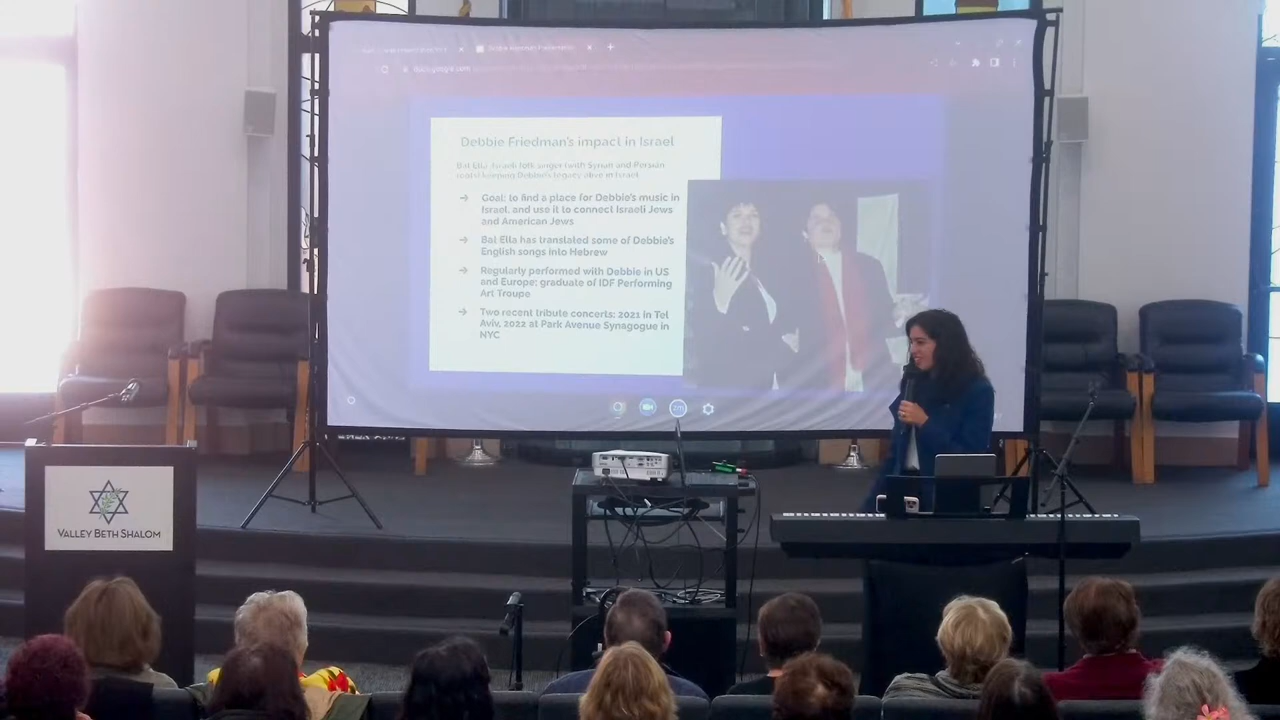 Debbie Friedman's impact in Israel
Bat Ella: Israeli folk singer (with Syrian and Persian
roots) keeping Debbie's legacy alive in Israel
→ Goal: to find a place for Debbie's music in
Israel, and use it to connect Israeli Jews
and American Jews
→ Bat Ella has translated some of Debbie's
English songs into Hebrew
→ Regularly performed with Debbie in US
and Europe; graduate of IDF Performing
Art Troupe
→ Two recent tribute concerts: 2021 in Tel
Aviv, 2022 at Park Avenue Synagogue in
NYC
VALLEY BETH SHALOM